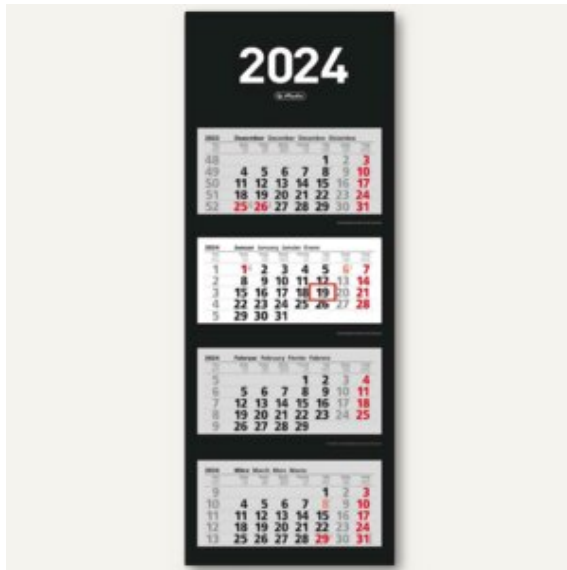 2024
Herlitz
2023 Dezember December Décembre Diciembre
48 1 2 3
49 4 5 6 7 8 9 10
50 11 12 13 14 15 16 17
51 18 19 20 21 22 23 24
52 25 26 27 28 29 30 31
2024 Januar January Janvier Enero
1 1 2 3 4 5 6 7
2 8 9 10 11 12 13 14
3 15 16 17 18 19 20 21
4 22 23 24 25 26 27 28
5 29 30 31
2024 Februar February Février Febrero
5 1 2 3 4
6 5 6 7 8 9 10 11
7 12 13 14 15 16 17 18
8 19 20 21 22 23 24 25
9 26 27 28 29
2024 März March Mars Marzo
9 1 2 3
10 4 5 6 7 8 9 10
11 11 12 13 14 15 16 17
12 18 19 20 21 22 23 24
13 25 26 27 28 29 30 31